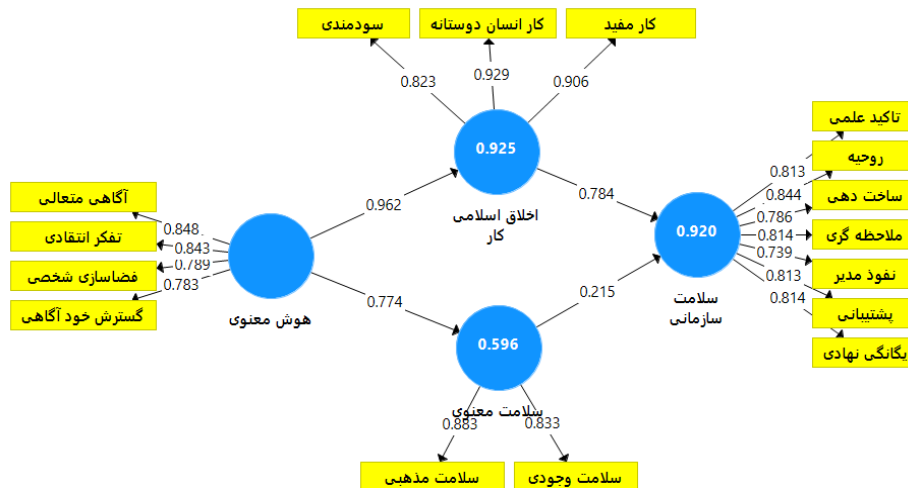 سودمندی
کار انسان دوستانه
کار مفید
0.823
0.929
0.906
0.925
اخلاق اسلامی
کار
تاکید علمی
روحیه
ساخت دهی
ملاحظه گری
نفوذ مدیر
پشتیبانی
یگانگی نهادی
0.813
0.844
0.786
0.814
0.739
0.813
0.814
0.784
0.920
سلامت
سازمانی
0.215
آگاهی متعالی
تفکر انتقادی
فضاسازی شخصی
گسترش خود آگاهی
0.848
0.843
0.789
0.783
هوش معنوی
0.962
0.774
0.596
سلامت معنوی
0.883
0.833
سلامت مذهبی
سلامت وجودی